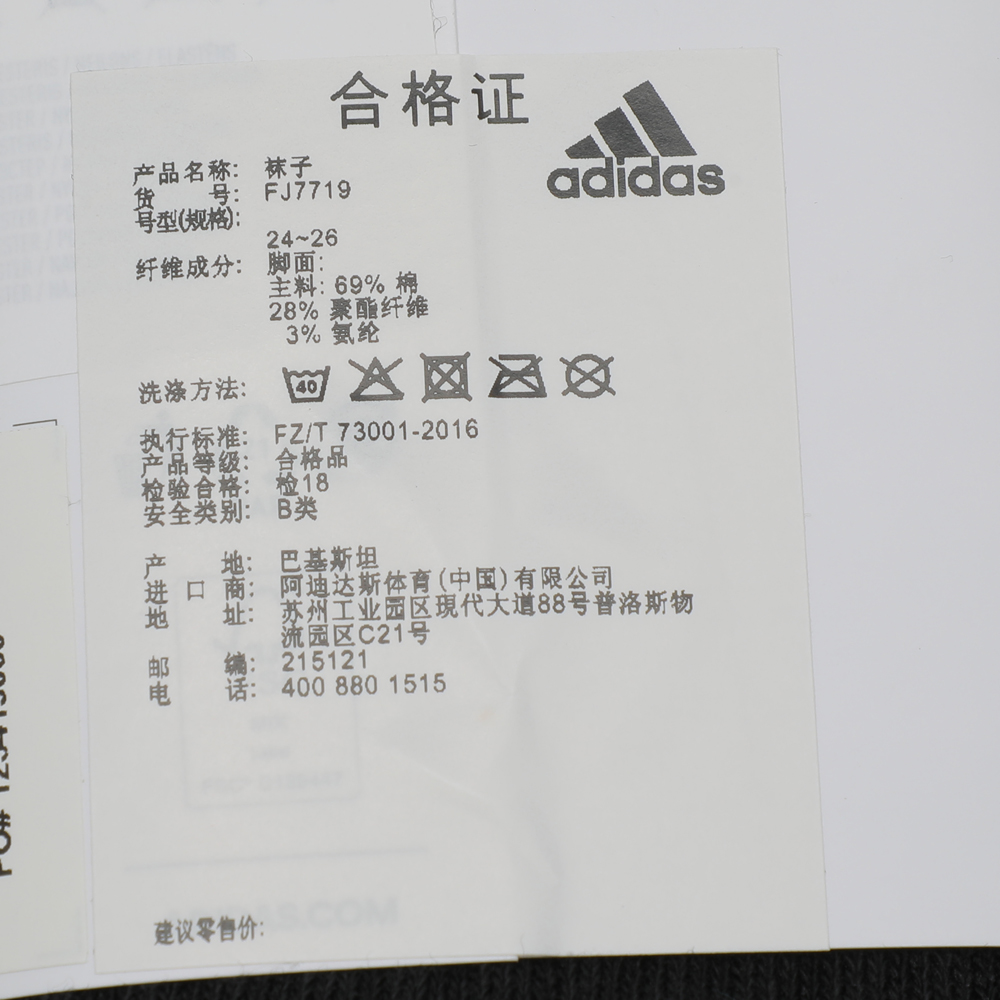 合格证
adidas
产品名称: 袜子
货 号: FJ7719
号型(规格):
24~26
纤维成分: 脚面:
主料: 69% 棉
28% 聚酯纤维
3% 氨纶
洗涤方法: 40
执行标准: FZ/T 73001-2016
产品等级: 合格品
检验合格: 检18
安全类别: B类
产 地: 巴基斯坦
进 口 商: 阿迪达斯体育(中国)有限公司
地 址: 苏州工业园区現代大道88号普洛斯物
流园区C21号
邮 编: 215121
电 话: 400 880 1515
建议零售价:
ADIDAS.COM
PO#